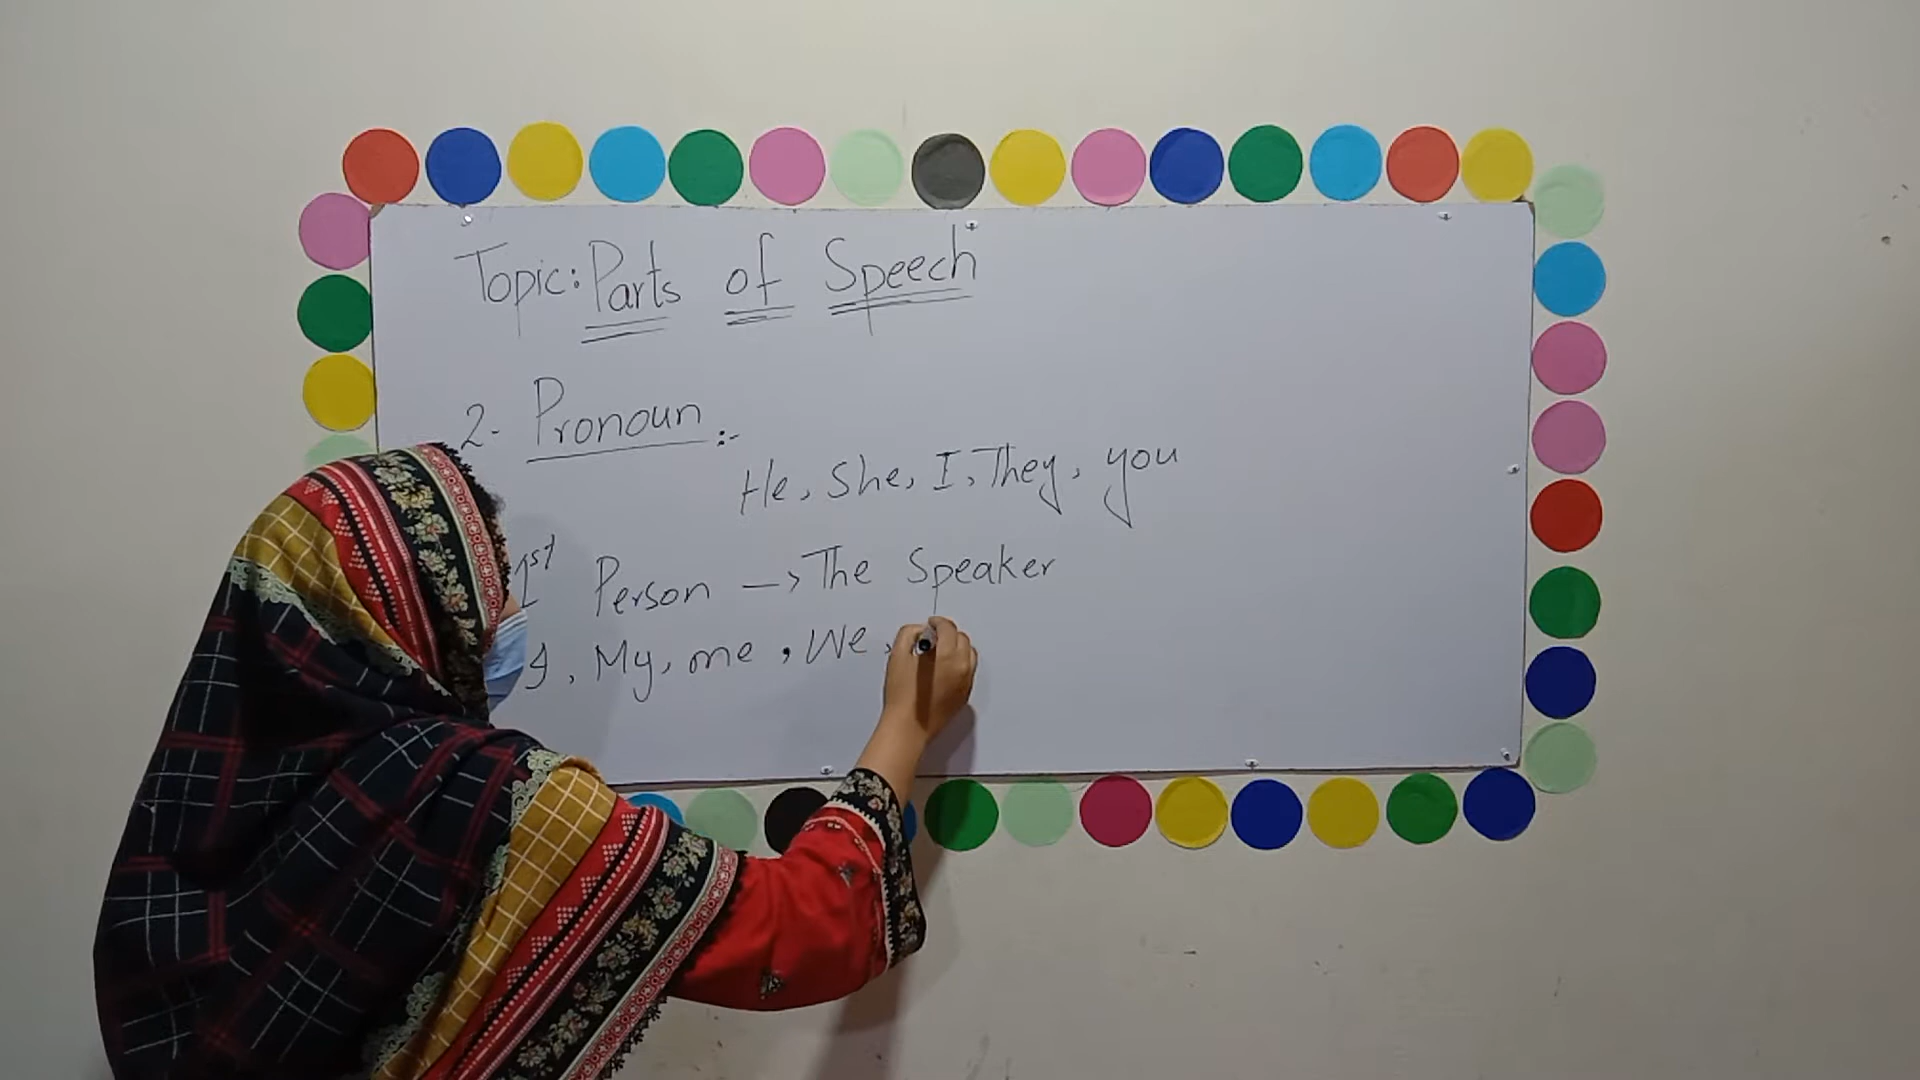 Topic: Parts of Speech
2- Pronoun :-
He, She, I, They, you
1st Person → The Speaker
I, My, me, We,